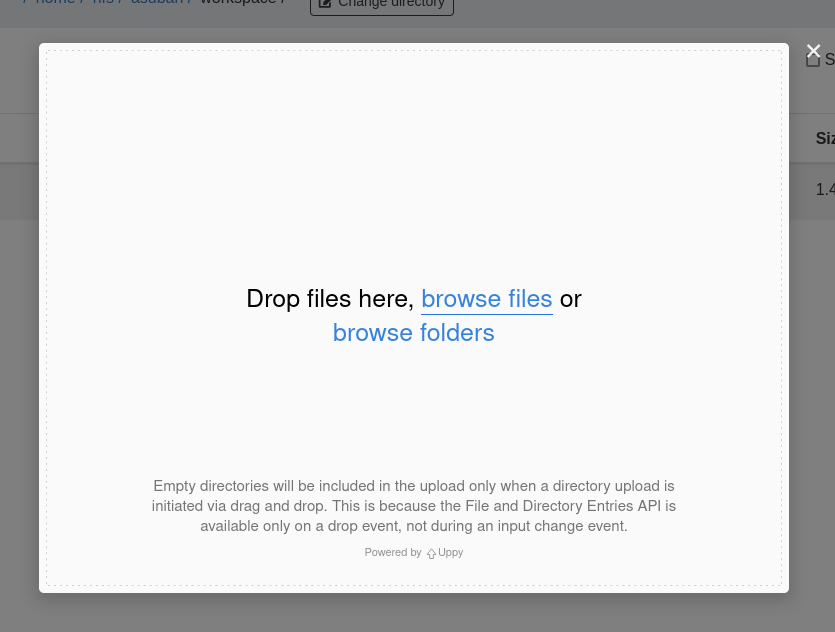 / home / nfs / asubah / workspace /
Change directory
S
Siz
1.4
Drop files here, browse files or
browse folders
Empty directories will be included in the upload only when a directory upload is
initiated via drag and drop. This is because the File and Directory Entries API is
available only on a drop event, not during an input change event.
Powered by Uppy